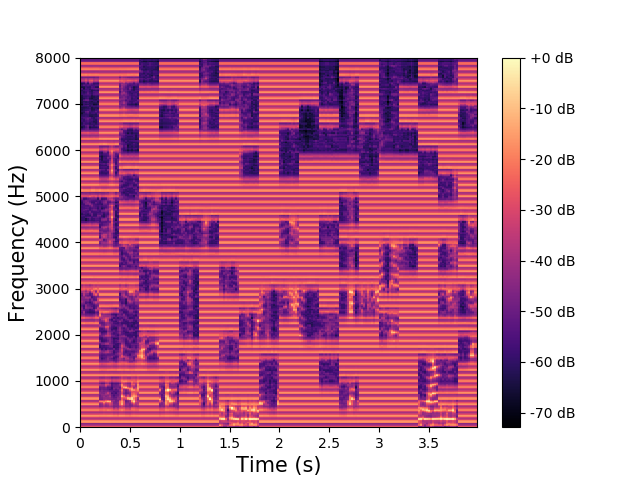 8000
7000
6000
5000
4000
3000
2000
1000
0
Frequency (Hz)
0 0.5 1 1.5 2 2.5 3 3.5
Time (s)
+0 dB
-10 dB
-20 dB
-30 dB
-40 dB
-50 dB
-60 dB
-70 dB